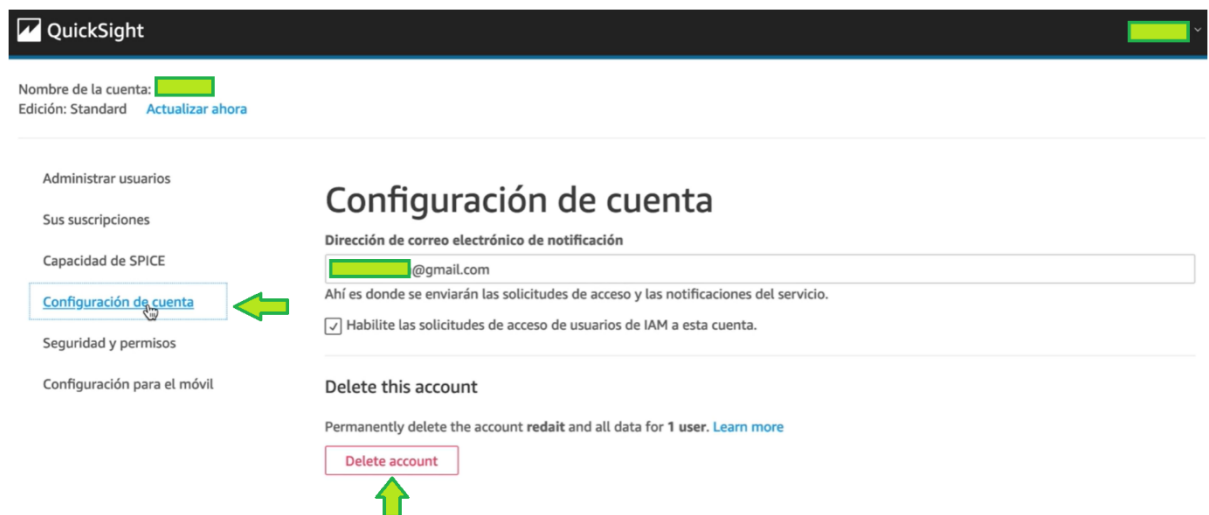 QuickSight
Nombre de la cuenta:
Edición: Standard Actualizar ahora
Administrar usuarios
Sus suscripciones
Capacidad de SPICE
Configuración de cuenta
Seguridad y permisos
Configuración para el móvil
Configuración de cuenta
Dirección de correo electrónico de notificación
@gmail.com
Ahí es donde se enviarán las solicitudes de acceso y las notificaciones del servicio.
Habilite las solicitudes de acceso de usuarios de IAM a esta cuenta.
Delete this account
Permanently delete the account redait and all data for 1 user. Learn more
Delete account